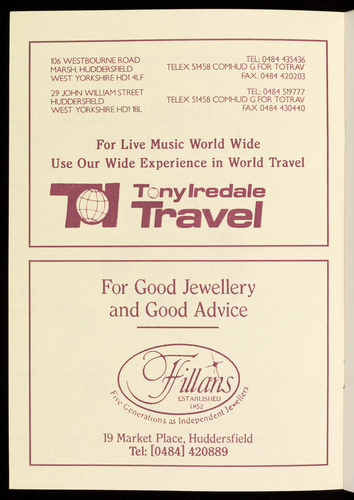 106 WESTBOURNE ROAD
MARSH, HUDDERSFIELD
WEST YORKSHIRE HD1 4LF
TEL: 0484 435436
TELEX 51458 COMHUD G FOR TOTRAV
FAX. 0484 420203
29 JOHN WILLIAM STREET
HUDDERSFIELD
WEST YORKSHIRE HD1 1BL
TEL: 0484 519777
TELEX 51458 COMHUD G FOR TOTRAV
FAX 0484 430440
For Live Music World Wide
Use Our Wide Experience in World Travel
Tony Iredale
Travel
For Good Jewellery
and Good Advice
Fillans
ESTABLISHED
1852
Five Generations as Independent Jewellers
19 Market Place, Huddersfield
Tel: [0484] 420889